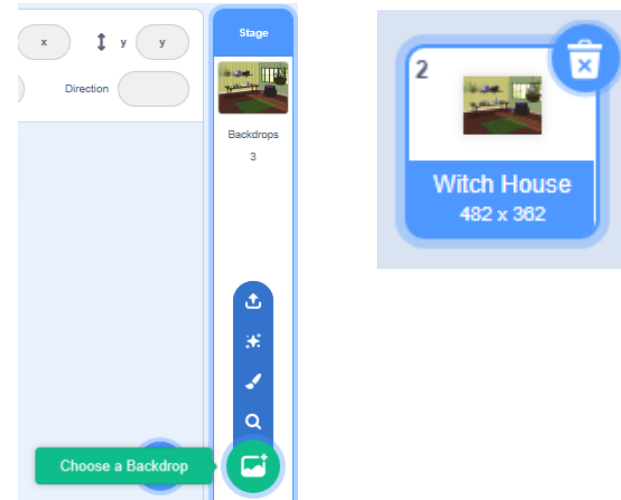 x
y
y
Direction
Stage
Backdrops
3
Choose a Backdrop
2
Witch House
482 x 362